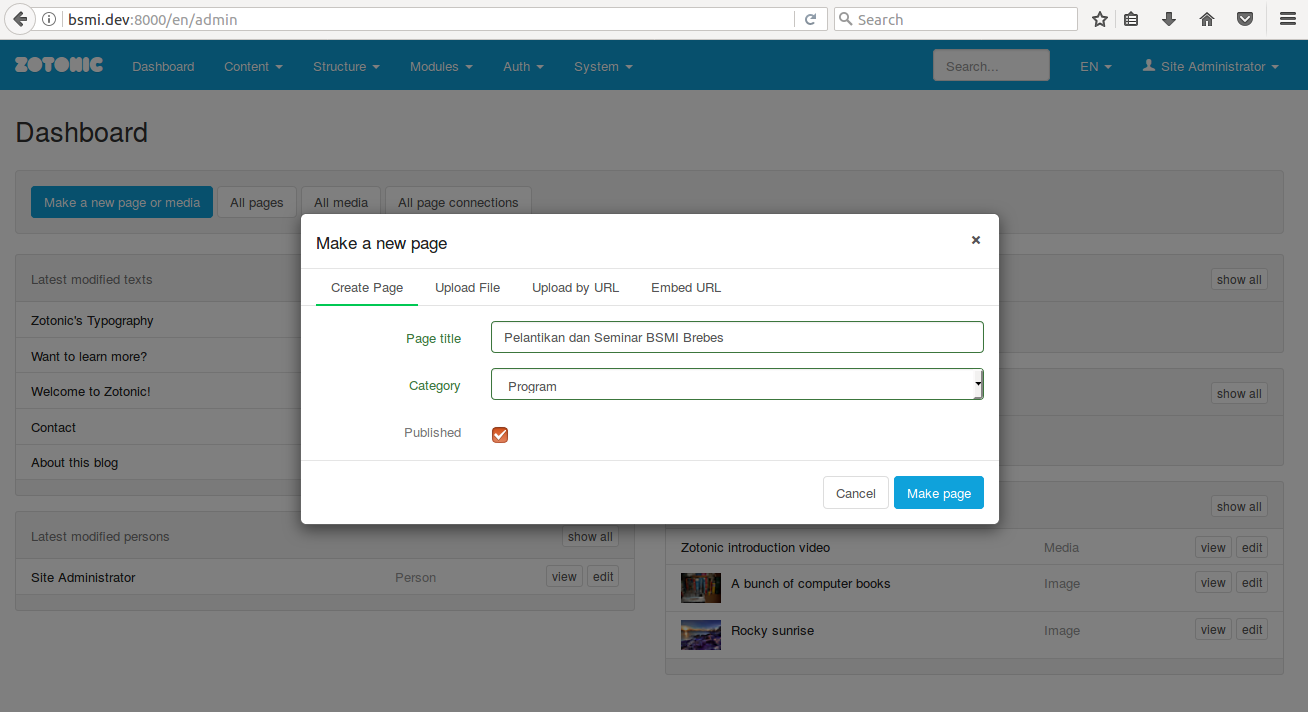 bsmi.dev:8000/en/admin
Search
ZOTONIC Dashboard Content Structure Modules Auth System Search... EN Site Administrator
Dashboard
Make a new page or media All pages All media All page connections
Make a new page ×
Create Page Upload File Upload by URL Embed URL
Page title Pelantikan dan Seminar BSMI Brebes
Category Program
Published
Cancel Make page
Latest modified texts
Zotonic's Typography
Want to learn more?
Welcome to Zotonic!
Contact
About this blog
Latest modified persons show all
Site Administrator Person view edit
show all
show all
show all
Zotonic introduction video Media view edit
A bunch of computer books Image view edit
Rocky sunrise Image view edit